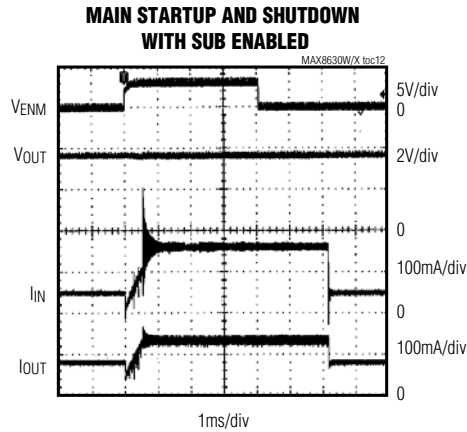 MAIN STARTUP AND SHUTDOWN
WITH SUB ENABLED
MAX8630W/X toc12
VENM
5V/div
0
VOUT
2V/div
0
100mA/div
IIN
0
100mA/div
IOUT
0
1ms/div